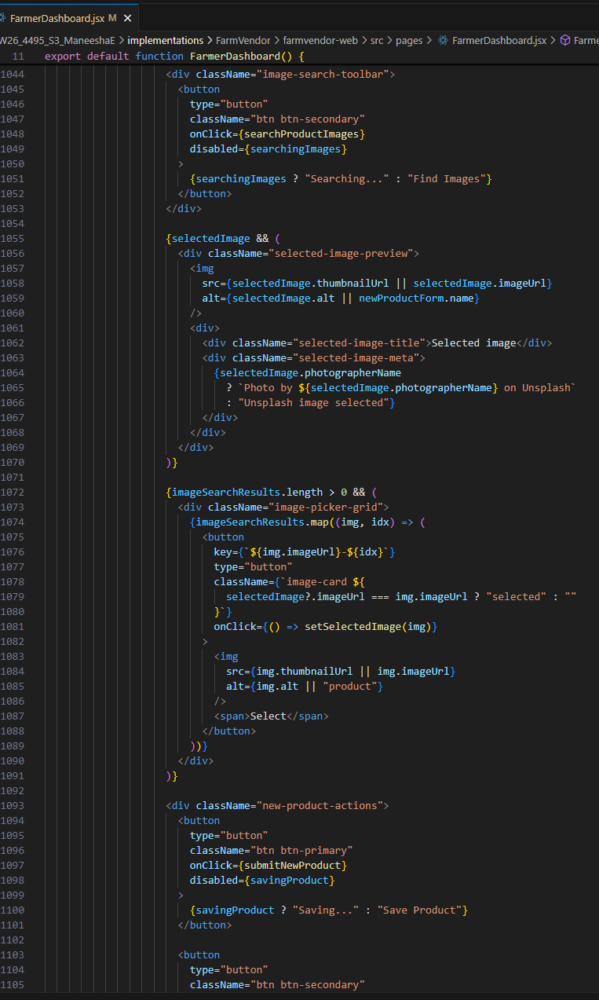 FarmerDashboard.jsx M ×
W26_4495_S3_ManeeshaE > implementations > FarmVendor > farmvendor-web > src > pages > FarmerDashboard.jsx > Farme
11 export default function FarmerDashboard() {
1044 <div className="image-search-toolbar">
1045 <button
1046 type="button"
1047 className="btn btn-secondary"
1048 onClick={searchProductImages}
1049 disabled={searchingImages}
1050 >
1051 {searchingImages ? "Searching..." : "Find Images"}
1052 </button>
1053 </div>
1054
1055 {selectedImage && (
1056 <div className="selected-image-preview">
1057 <img
1058 src={selectedImage.thumbnailUrl || selectedImage.imageUrl}
1059 alt={selectedImage.alt || newProductForm.name}
1060 />
1061 <div>
1062 <div className="selected-image-title">Selected image</div>
1063 <div className="selected-image-meta">
1064 {selectedImage.photographerName
1065 ? `Photo by ${selectedImage.photographerName} on Unsplash`
1066 : "Unsplash image selected"}
1067 </div>
1068 </div>
1069 </div>
1070 )}
1071
1072 {imageSearchResults.length > 0 && (
1073 <div className="image-picker-grid">
1074 {imageSearchResults.map((img, idx) => (
1075 <button
1076 key={`${img.imageUrl}-${idx}`}
1077 type="button"
1078 className={`image-card ${
1079 selectedImage?.imageUrl === img.imageUrl ? "selected" : ""
1080 }`}
1081 onClick={() => setSelectedImage(img)}
1082 >
1083 <img
1084 src={img.thumbnailUrl || img.imageUrl}
1085 alt={img.alt || "product"}
1086 />
1087 <span>Select</span>
1088 </button>
1089 ))}
1090 </div>
1091 )}
1092
1093 <div className="new-product-actions">
1094 <button
1095 type="button"
1096 className="btn btn-primary"
1097 onClick={submitNewProduct}
1098 disabled={savingProduct}
1099 >
1100 {savingProduct ? "Saving..." : "Save Product"}
1101 </button>
1102
1103 <button
1104 type="button"
1105 className="btn btn-secondary"